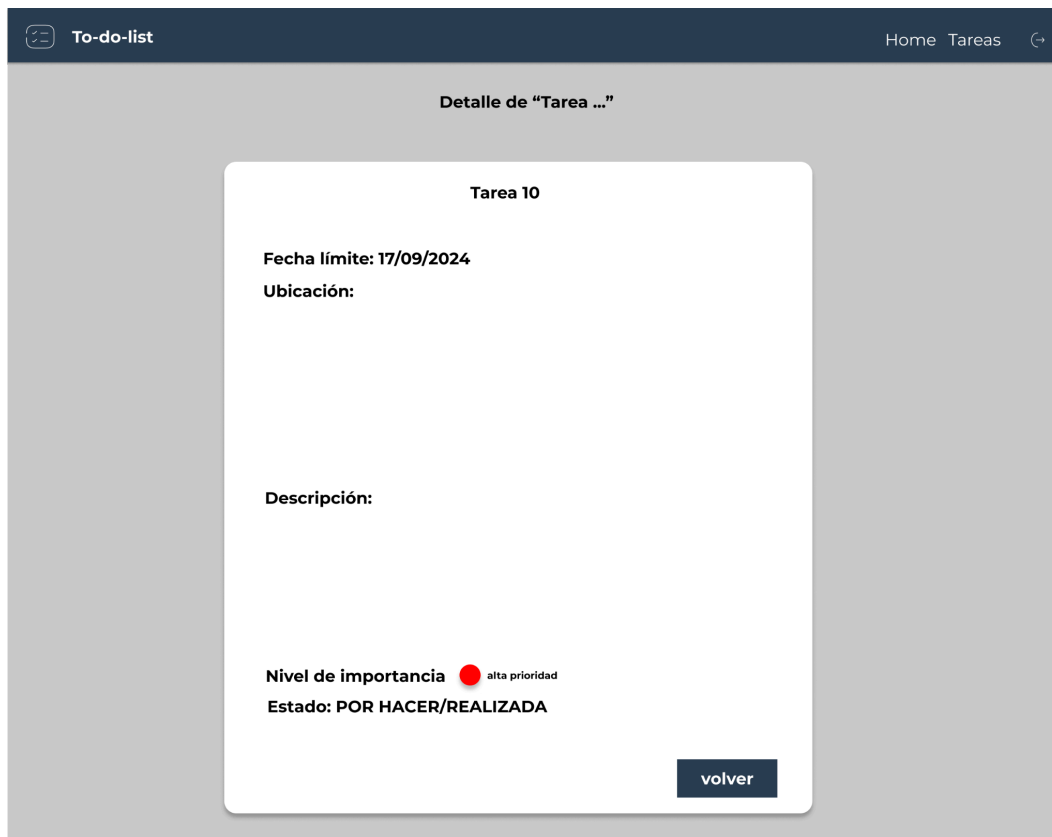 To-do-list
Home Tareas
Detalle de “Tarea ...”
Tarea 10
Fecha límite: 17/09/2024
Ubicación:
Descripción:
Nivel de importancia alta prioridad
Estado: POR HACER/REALIZADA
volver